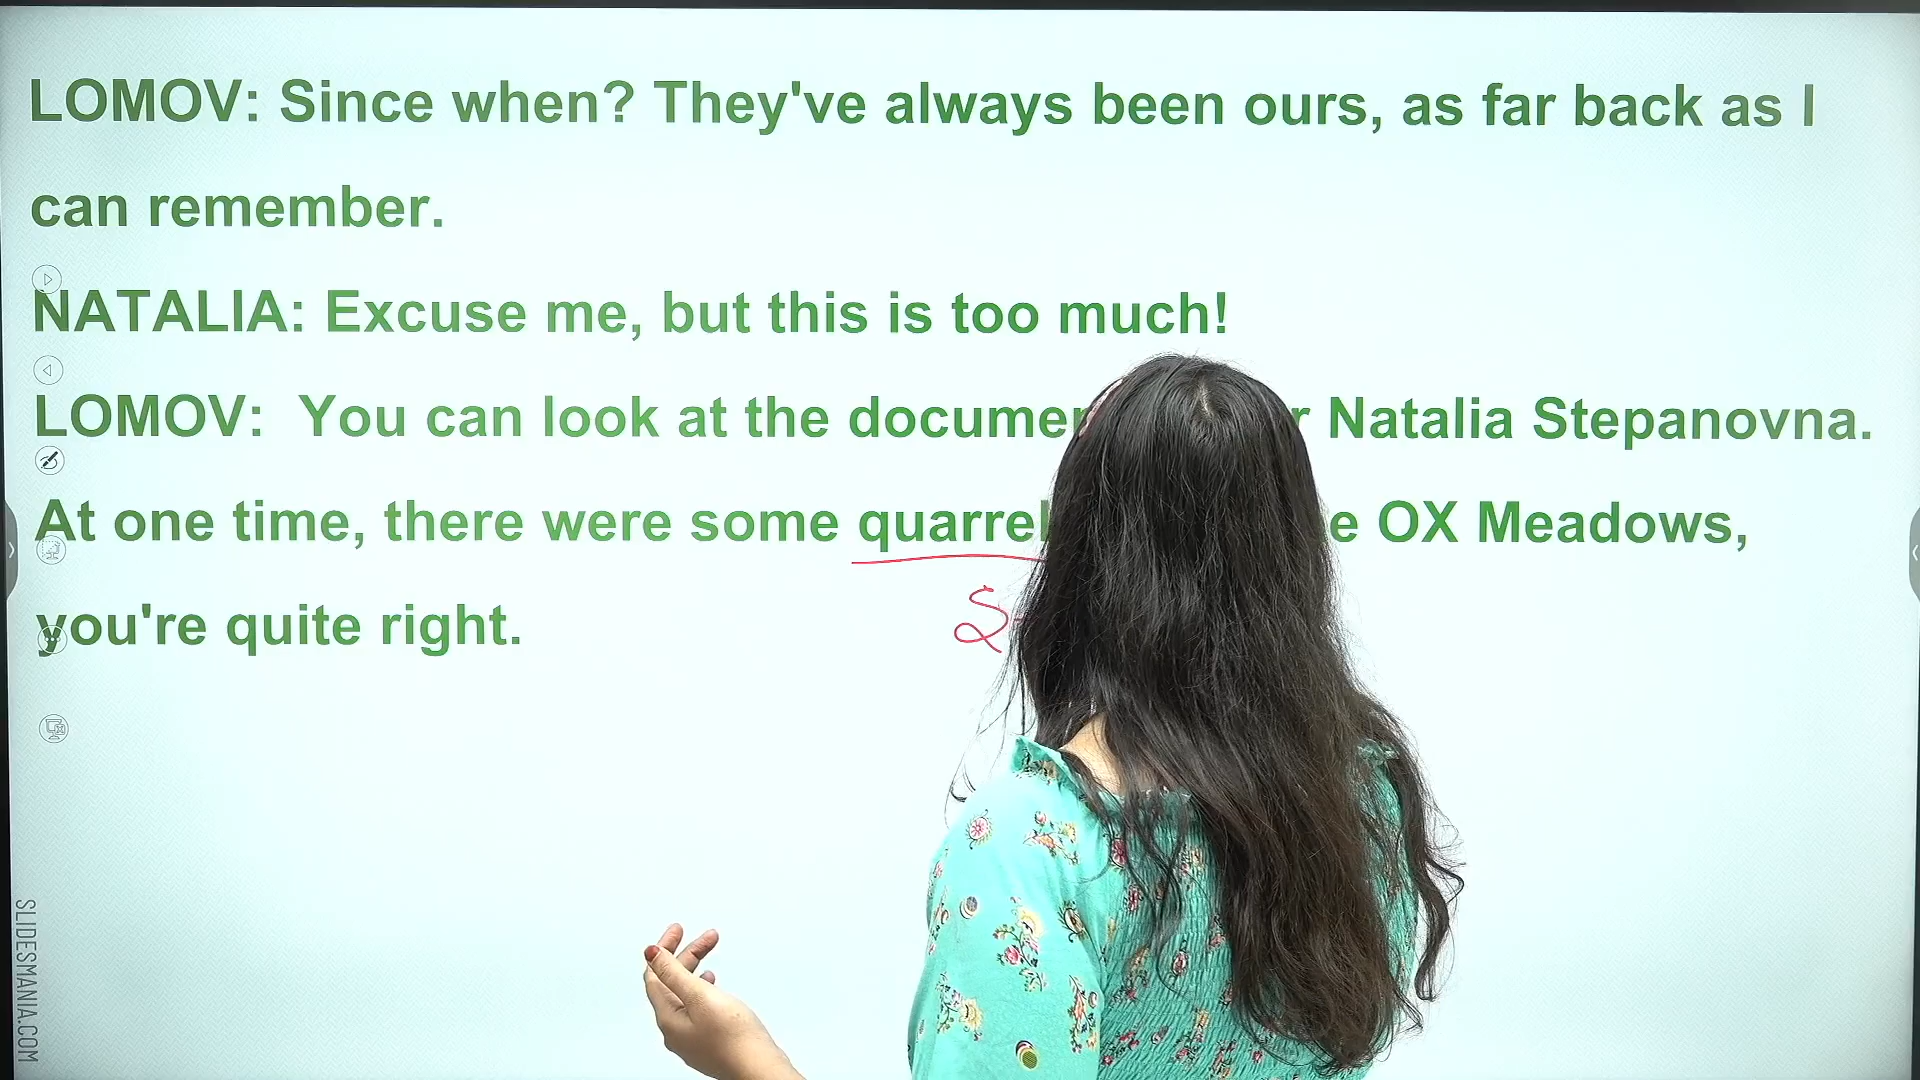 LOMOV: Since when? They've always been ours, as far back as I
can remember.
NATALIA: Excuse me, but this is too much!
LOMOV: You can look at the Natalia Stepanovna.
At one time, there were some OX Meadows,
you're quite right.
SLIDESMANIA.COM